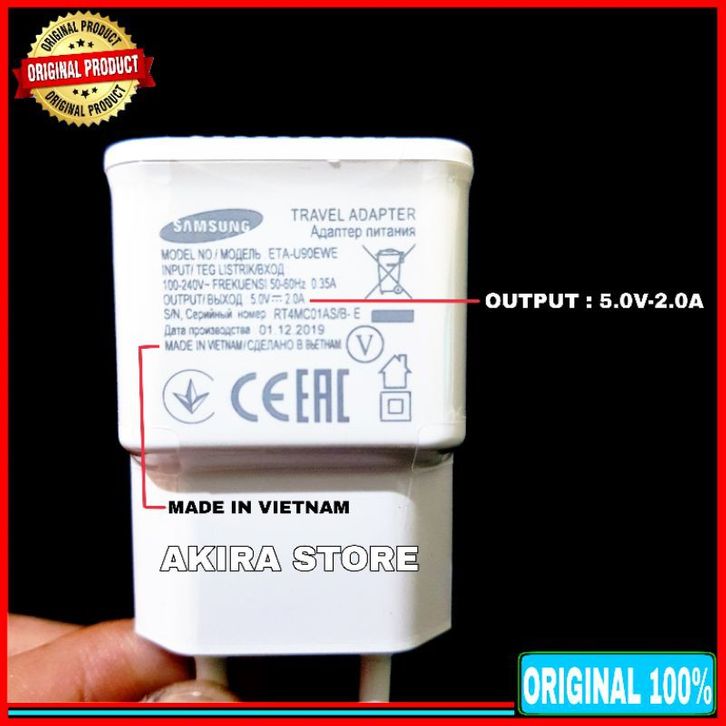 ORIGINAL PRODUCT
ORIGINAL PRODUCT
ORIGINAL PRODUCT
SAMSUNG
TRAVEL ADAPTER
Адаптер питания
MODEL NO / МОДЕЛЬ ETA-U90EWE
INPUT/ TEG LISTRIK/ВХОД
100-240V~ FREKUENSI 50-60Hz 0.35A
OUTPUT/ВЫХОД 5.0V⎓2.0A
S/N, Серийный номер RT4MC01AS/B- E
Дата производства 01.12.2019
MADE IN VIETNAM/СДЕЛАНО В ВЬЕТНАМ
V
CE EAC
OUTPUT : 5.0V-2.0A
MADE IN VIETNAM
AKIRA STORE
ORIGINAL 100%